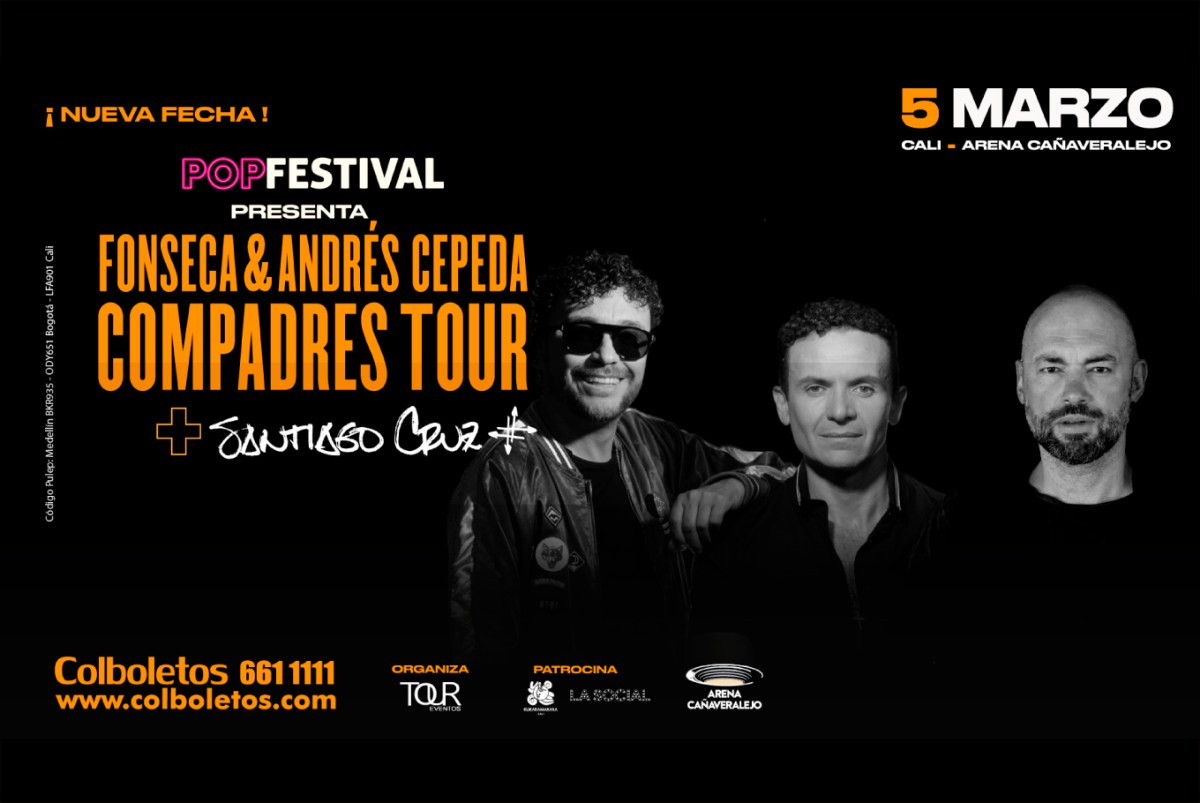 ¡ NUEVA FECHA !
5 MARZO
CALI - ARENA CAÑAVERALEJO
POPFESTIVAL
PRESENTA
FONSECA & ANDRÉS CEPEDA
COMPADRES TOUR
+ SANTIAGO CRUZ
Código Pulep: Medellín BKR935 - ODY651 Bogotá - LFA901 Cali
Colboletos 661 1111
www.colboletos.com
ORGANIZA
TOUR
EVENTOS
PATROCINA
LA SOCIAL
ARENA
CAÑAVERALEJO